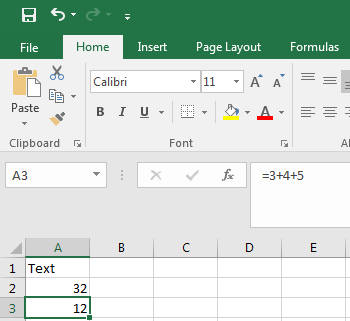 File Home Insert Page Layout Formulas
Paste
Calibri 11 A A
B I U A
Clipboard Font
A3 fx =3+4+5
A B C D E
1 Text
2 32
3 12